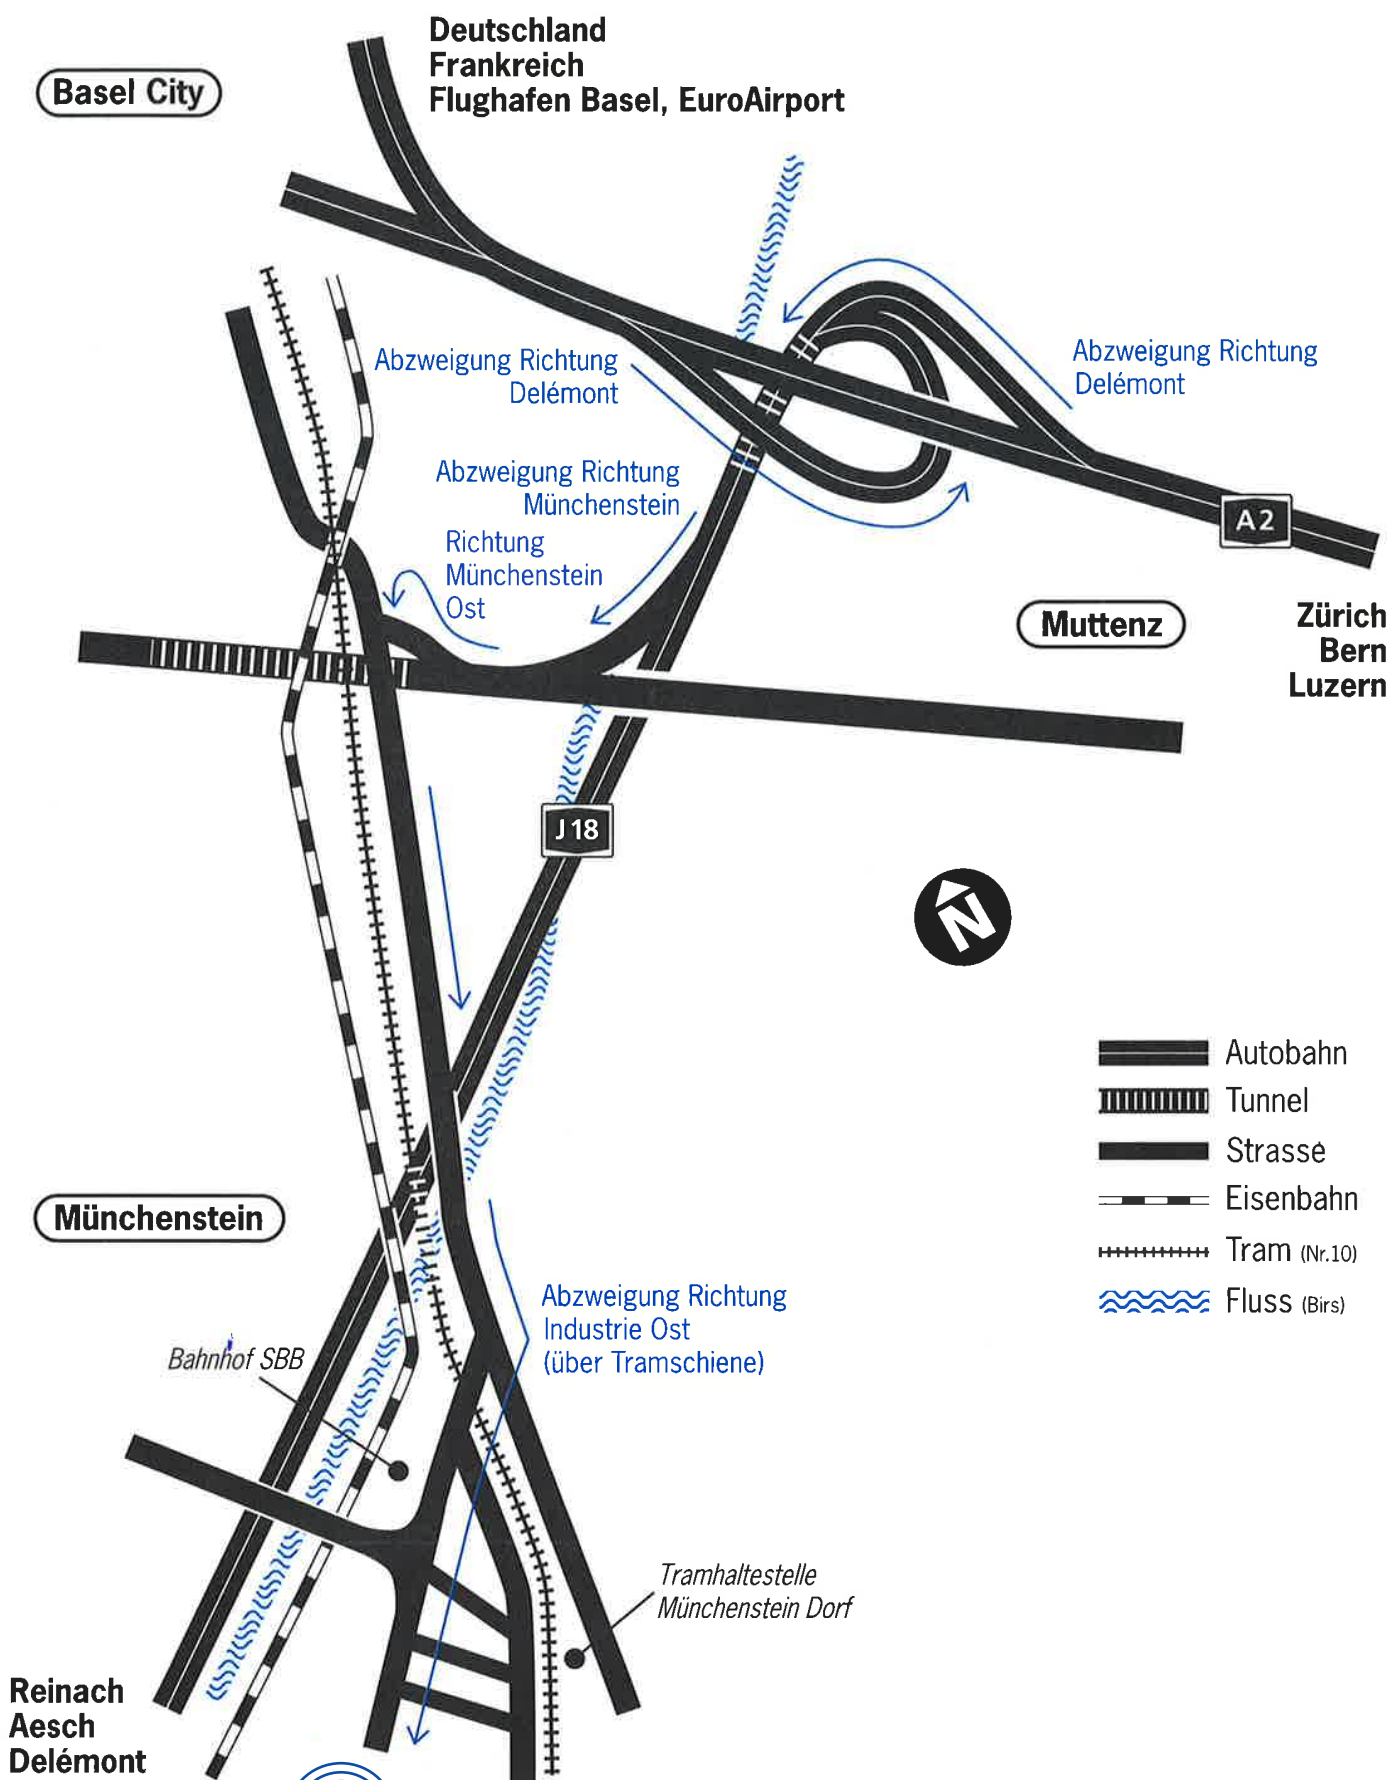 Deutschland
Frankreich
Flughafen Basel, EuroAirport
Basel City
Abzweigung Richtung
Delémont
Abzweigung Richtung
Delémont
Abzweigung Richtung
Münchenstein
Richtung
Münchenstein
Ost
A2
Muttenz
Zürich
Bern
Luzern
J18
N
Autobahn
Tunnel
Strasse
Eisenbahn
Tram (Nr.10)
Fluss (Birs)
Münchenstein
Abzweigung Richtung
Industrie Ost
(über Tramschiene)
Bahnhof SBB
Tramhaltestelle
Münchenstein Dorf
Reinach
Aesch
Delémont